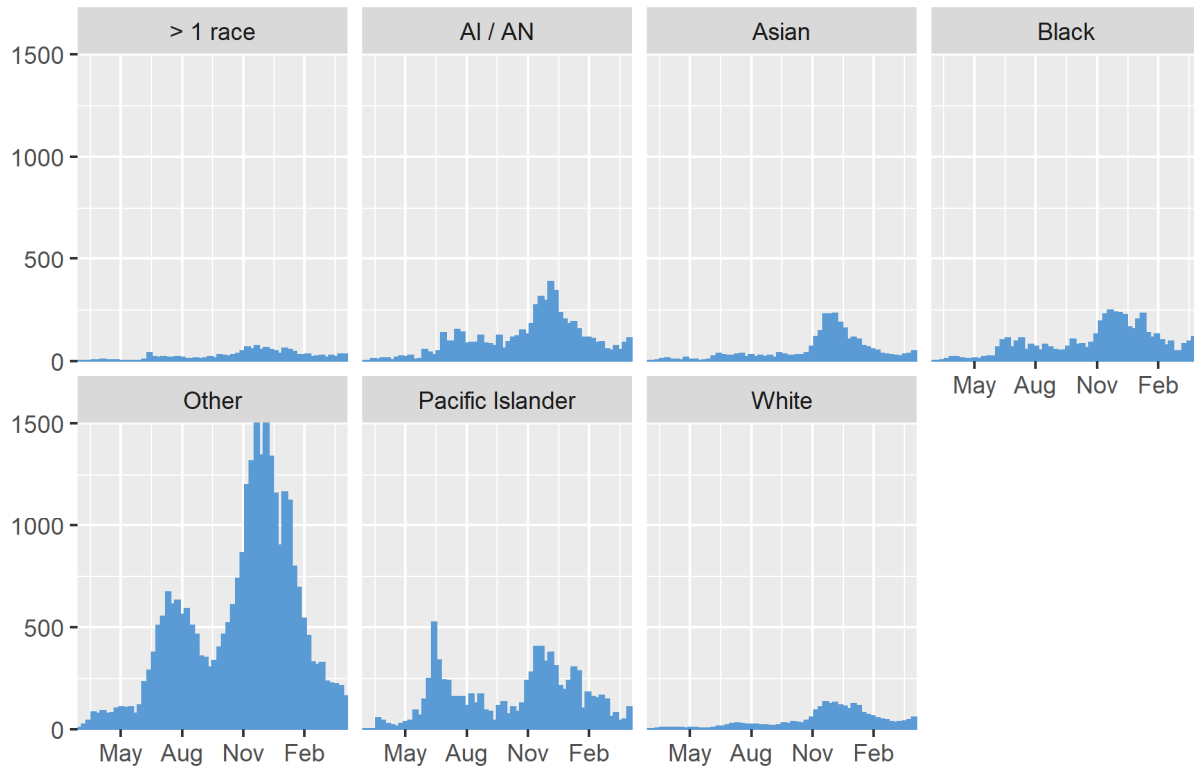 > 1 race AI / AN Asian Black
1500
1000
500
0
May Aug Nov Feb
Other Pacific Islander White
1500
1000
500
0
May Aug Nov Feb May Aug Nov Feb May Aug Nov Feb